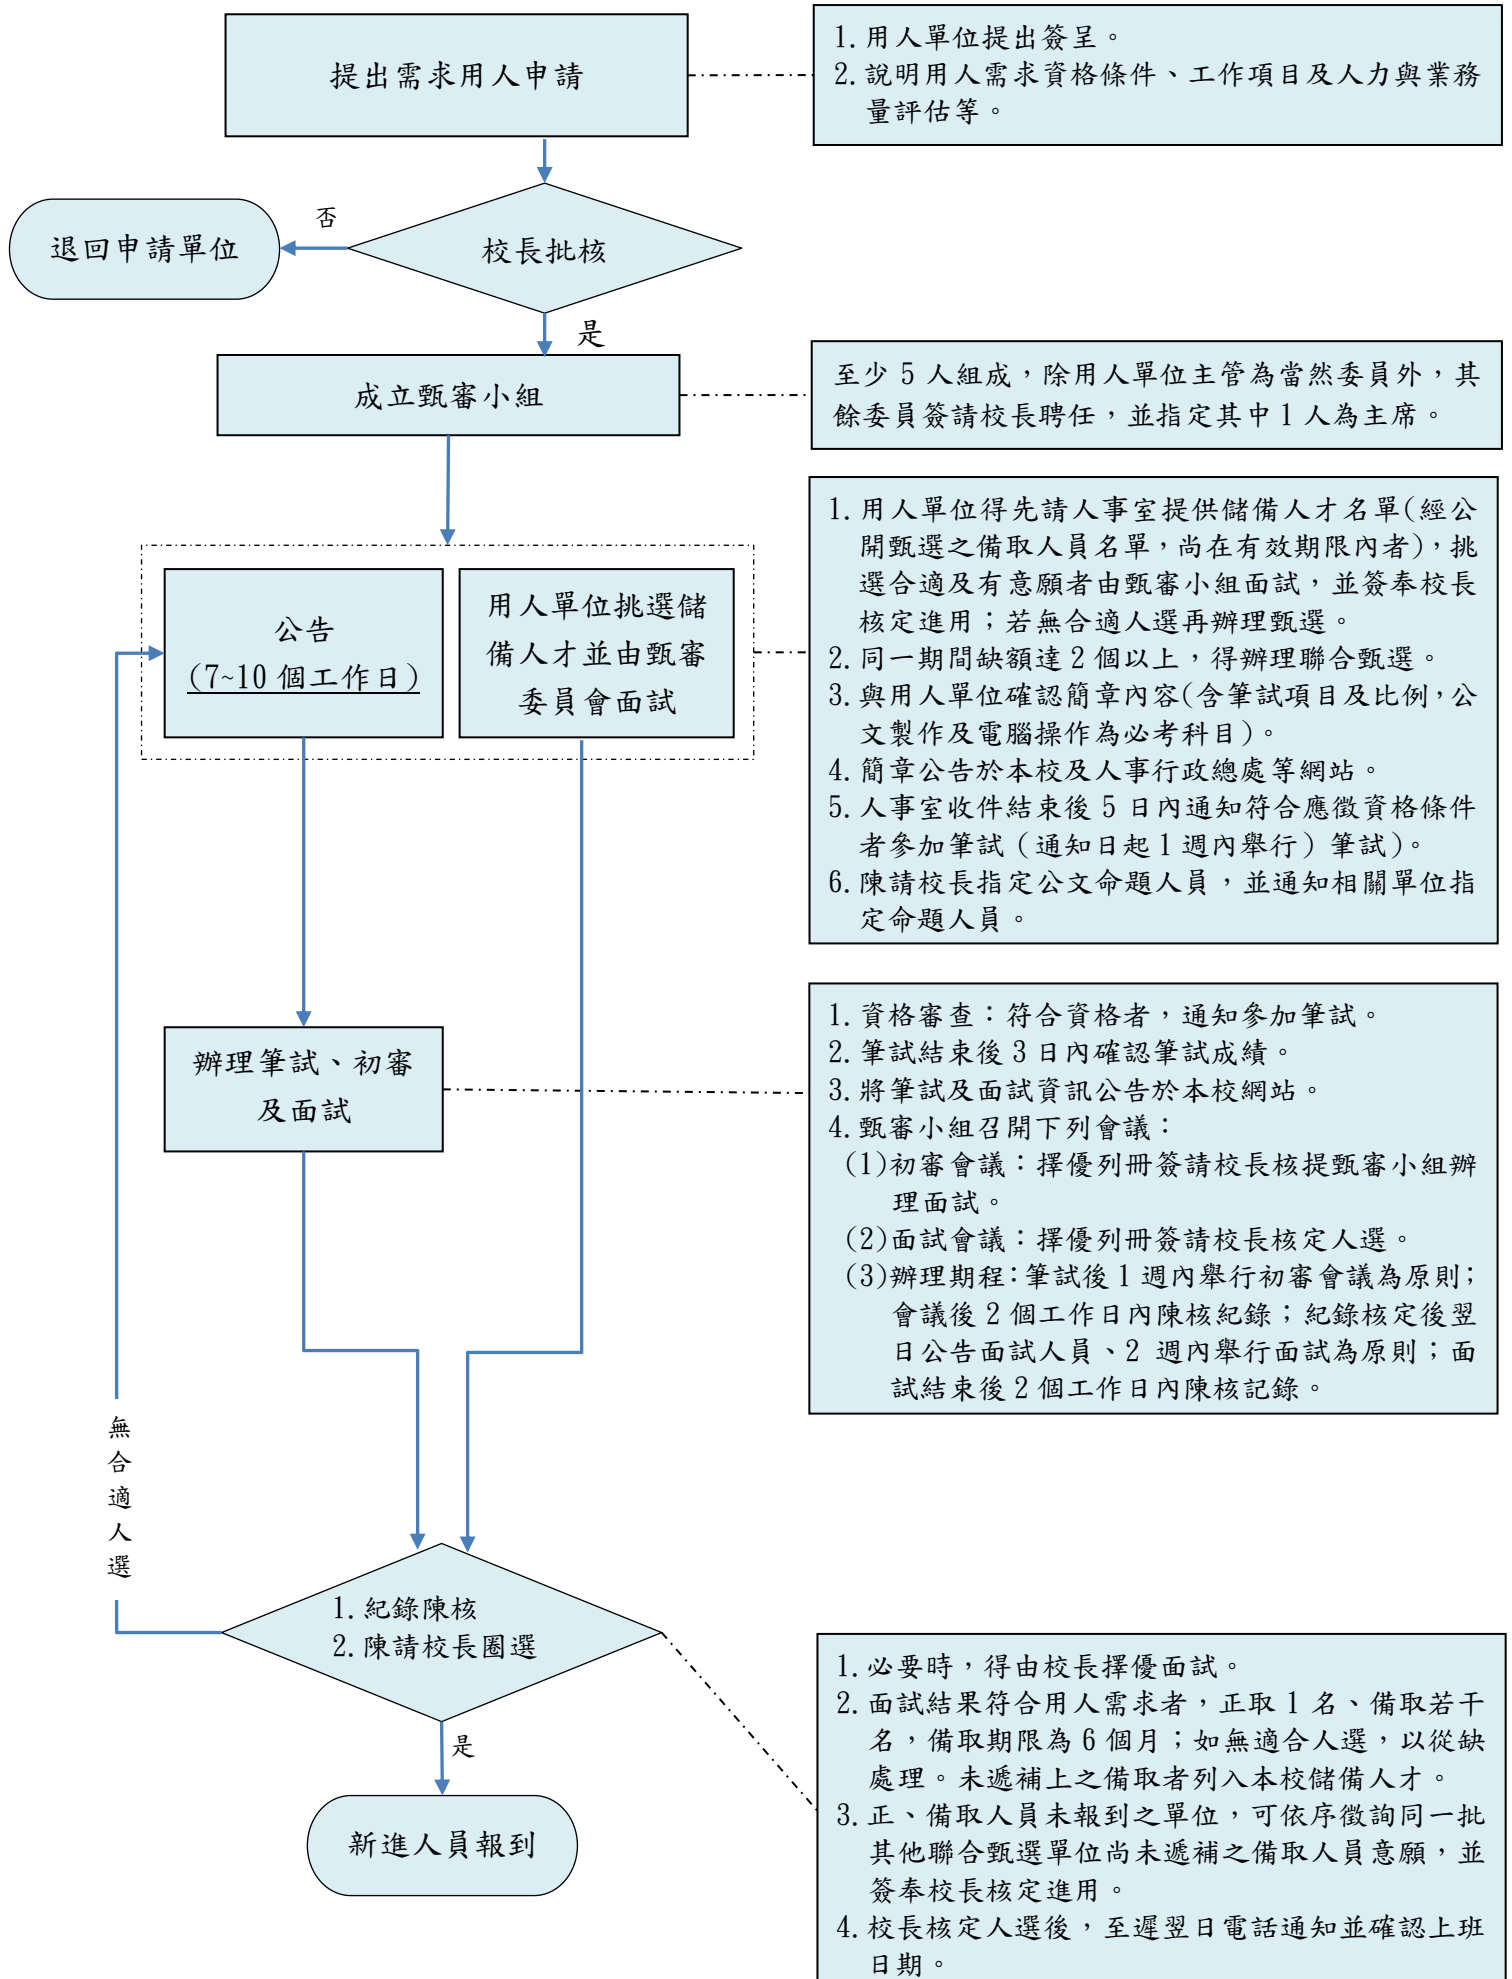 提出需求用人申請
1.用人單位提出簽呈。
2.說明用人需求資格條件、工作項目及人力與業務
量評估等。
否
退回申請單位
校長批核
是
成立甄審小組
至少 5 人組成，除用人單位主管為當然委員外，其
餘委員簽請校長聘任，並指定其中 1 人為主席。
公告
(7~10 個工作日)
用人單位挑選儲
備人才並由甄審
委員會面試
1.用人單位得先請人事室提供儲備人才名單(經公
開甄選之備取人員名單，尚在有效期限內者)，挑
選合適及有意願者由甄審小組面試，並簽奉校長
核定進用；若無合適人選再辦理甄選。
2.同一期間缺額達 2 個以上，得辦理聯合甄選。
3.與用人單位確認簡章內容(含筆試項目及比例，公
文製作及電腦操作為必考科目)。
4.簡章公告於本校及人事行政總處等網站。
5.人事室收件結束後 5 日內通知符合應徵資格條件
者參加筆試（通知日起 1 週內舉行）筆試)。
6.陳請校長指定公文命題人員，並通知相關單位指
定命題人員。
辦理筆試、初審
及面試
1.資格審查：符合資格者，通知參加筆試。
2.筆試結束後 3 日內確認筆試成績。
3.將筆試及面試資訊公告於本校網站。
4.甄審小組召開下列會議：
(1)初審會議：擇優列冊簽請校長核提甄審小組辦
理面試。
(2)面試會議：擇優列冊簽請校長核定人選。
(3)辦理期程：筆試後 1 週內舉行初審會議為原則；
會議後 2 個工作日內陳核紀錄；紀錄核定後翌
日公告面試人員、2 週內舉行面試為原則；面
試結束後 2 個工作日內陳核記錄。
無
合
適
人
選
1.紀錄陳核
2.陳請校長圈選
是
新進人員報到
1.必要時，得由校長擇優面試。
2.面試結果符合用人需求者，正取 1 名、備取若干
名，備取期限為 6 個月；如無適合人選，以從缺
處理。未遞補上之備取者列入本校儲備人才。
3.正、備取人員未報到之單位，可依序徵詢同一批
其他聯合甄選單位尚未遞補之備取人員意願，並
簽奉校長核定進用。
4.校長核定人選後，至遲翌日電話通知並確認上班
日期。